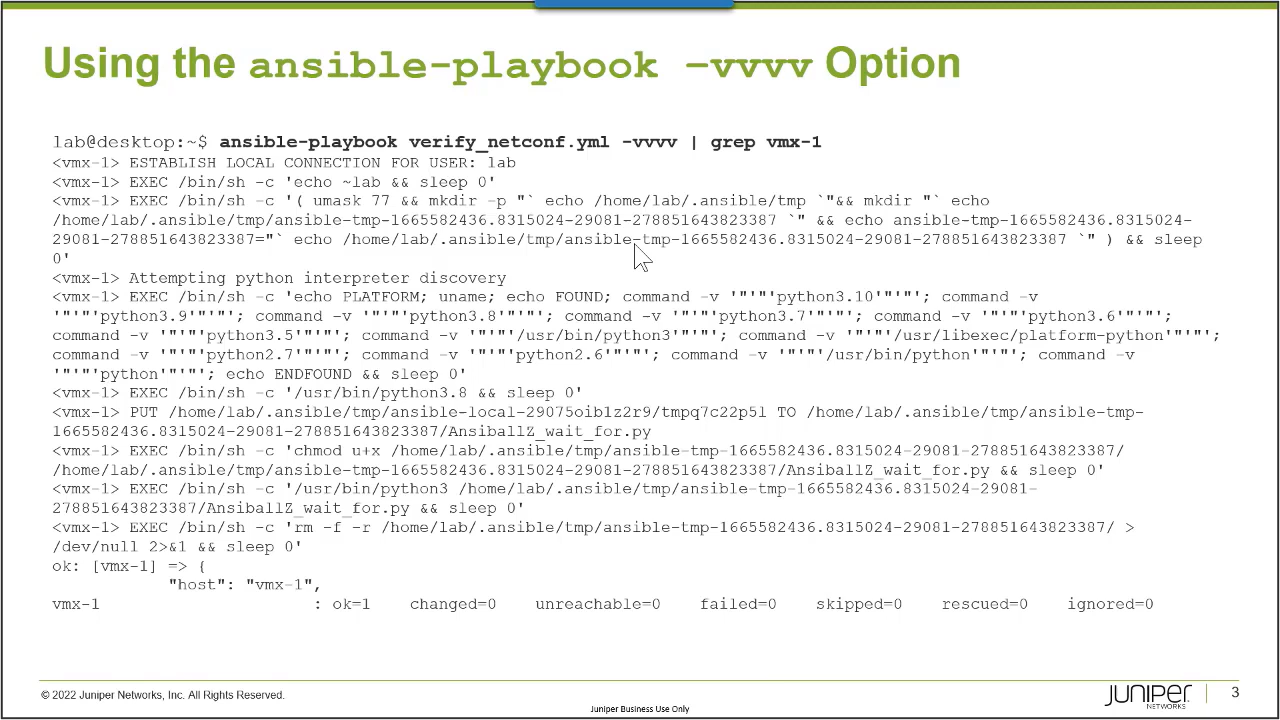 Using the ansible-playbook –vvvv Option
lab@desktop:~$ ansible-playbook verify_netconf.yml -vvvv | grep vmx-1
<vmx-1> ESTABLISH LOCAL CONNECTION FOR USER: lab
<vmx-1> EXEC /bin/sh -c 'echo ~lab && sleep 0'
<vmx-1> EXEC /bin/sh -c '( umask 77 && mkdir -p "` echo /home/lab/.ansible/tmp `"&& mkdir "` echo
/home/lab/.ansible/tmp/ansible-tmp-1665582436.8315024-29081-278851643823387 `" && echo ansible-tmp-1665582436.8315024-
29081-278851643823387="` echo /home/lab/.ansible/tmp/ansible-tmp-1665582436.8315024-29081-278851643823387 `" ) && sleep
0'
<vmx-1> Attempting python interpreter discovery
<vmx-1> EXEC /bin/sh -c 'echo PLATFORM; uname; echo FOUND; command -v '"'"'python3.10'"'"'; command -v
'"'"'python3.9'"'"'; command -v '"'"'python3.8'"'"'; command -v '"'"'python3.7'"'"'; command -v '"'"'python3.6'"'"';
command -v '"'"'python3.5'"'"'; command -v '"'"'/usr/bin/python3'"'"'; command -v '"'"'/usr/libexec/platform-python'"'"';
command -v '"'"'python2.7'"'"'; command -v '"'"'python2.6'"'"'; command -v '"'"'/usr/bin/python'"'"'; command -v
'"'"'python'"'"'; echo ENDFOUND && sleep 0'
<vmx-1> EXEC /bin/sh -c '/usr/bin/python3.8 && sleep 0'
<vmx-1> PUT /home/lab/.ansible/tmp/ansible-local-29075oib1z2r9/tmpq7c22p5l TO /home/lab/.ansible/tmp/ansible-tmp-
1665582436.8315024-29081-278851643823387/AnsiballZ_wait_for.py
<vmx-1> EXEC /bin/sh -c 'chmod u+x /home/lab/.ansible/tmp/ansible-tmp-1665582436.8315024-29081-278851643823387/
/home/lab/.ansible/tmp/ansible-tmp-1665582436.8315024-29081-278851643823387/AnsiballZ_wait_for.py && sleep 0'
<vmx-1> EXEC /bin/sh -c '/usr/bin/python3 /home/lab/.ansible/tmp/ansible-tmp-1665582436.8315024-29081-
278851643823387/AnsiballZ_wait_for.py && sleep 0'
<vmx-1> EXEC /bin/sh -c 'rm -f -r /home/lab/.ansible/tmp/ansible-tmp-1665582436.8315024-29081-278851643823387/ >
/dev/null 2>&1 && sleep 0'
ok: [vmx-1] => {
"host": "vmx-1",
vmx-1 : ok=1 changed=0 unreachable=0 failed=0 skipped=0 rescued=0 ignored=0
© 2022 Juniper Networks, Inc. All Rights Reserved.
Juniper Business Use Only
JUNIPER
NETWORKS
3